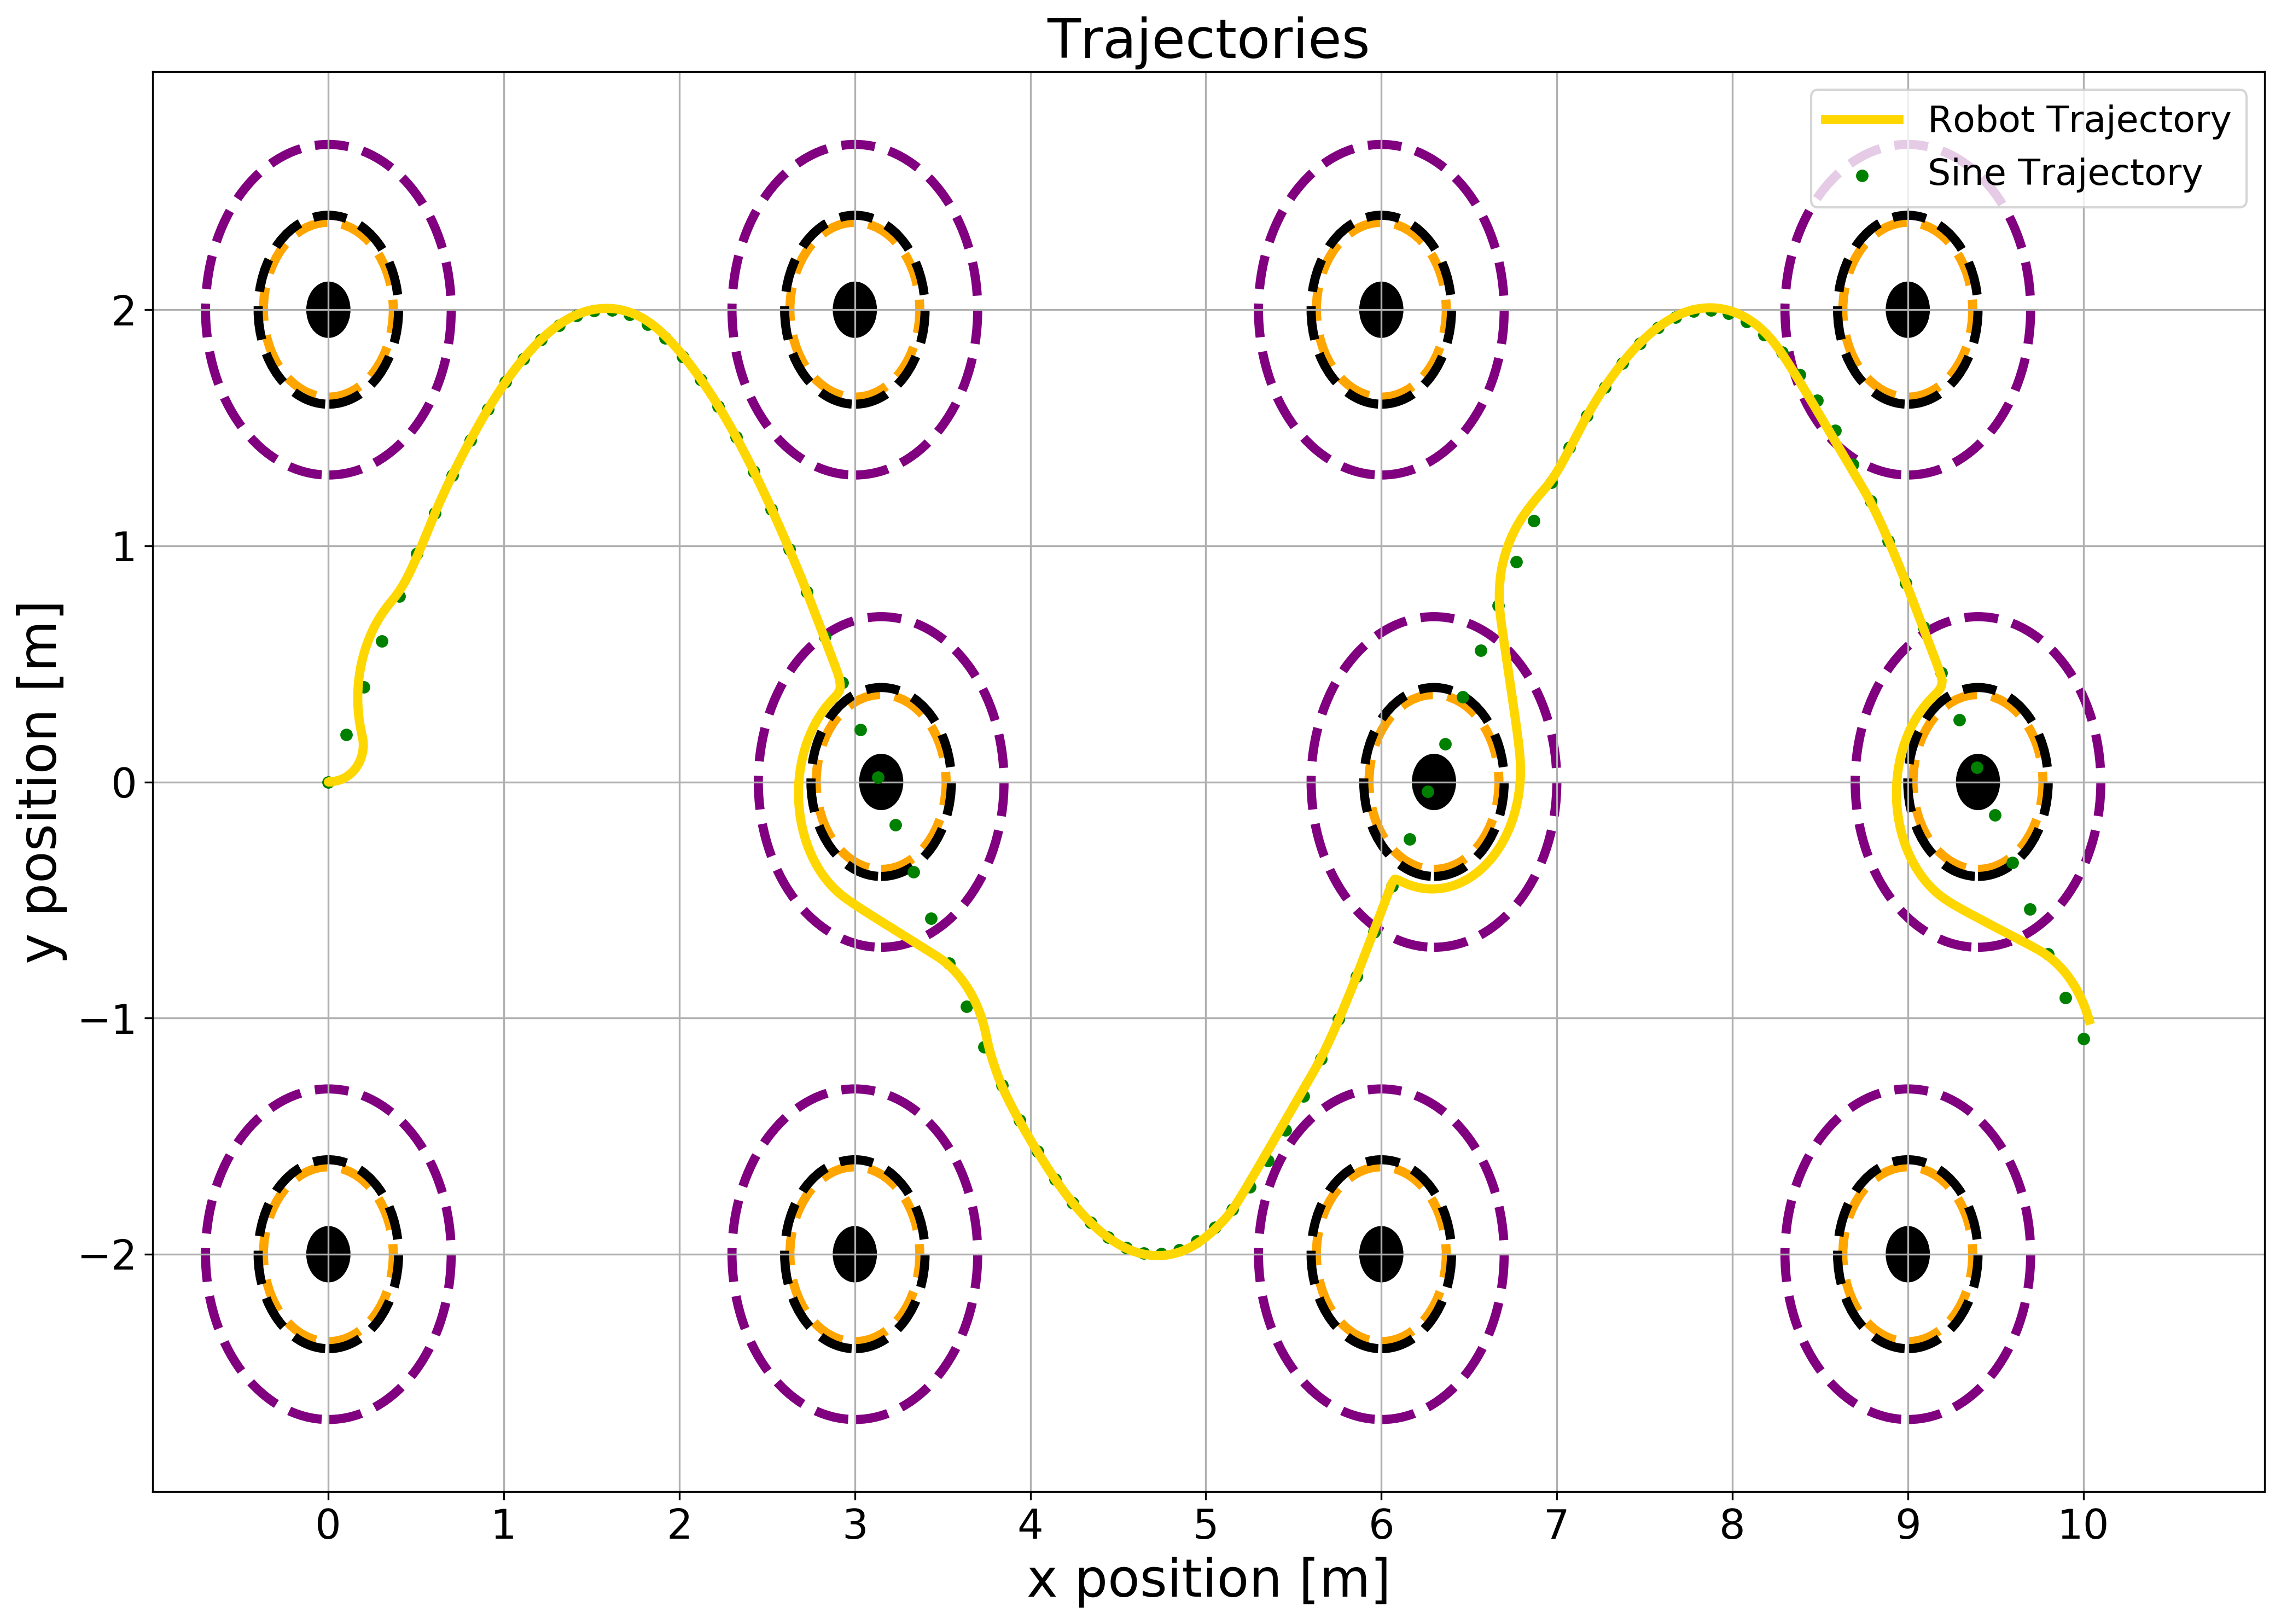 Trajectories
Robot Trajectory
Sine Trajectory
y position [m]
2
1
0
−1
−2
0 1 2 3 4 5 6 7 8 9 10
x position [m]